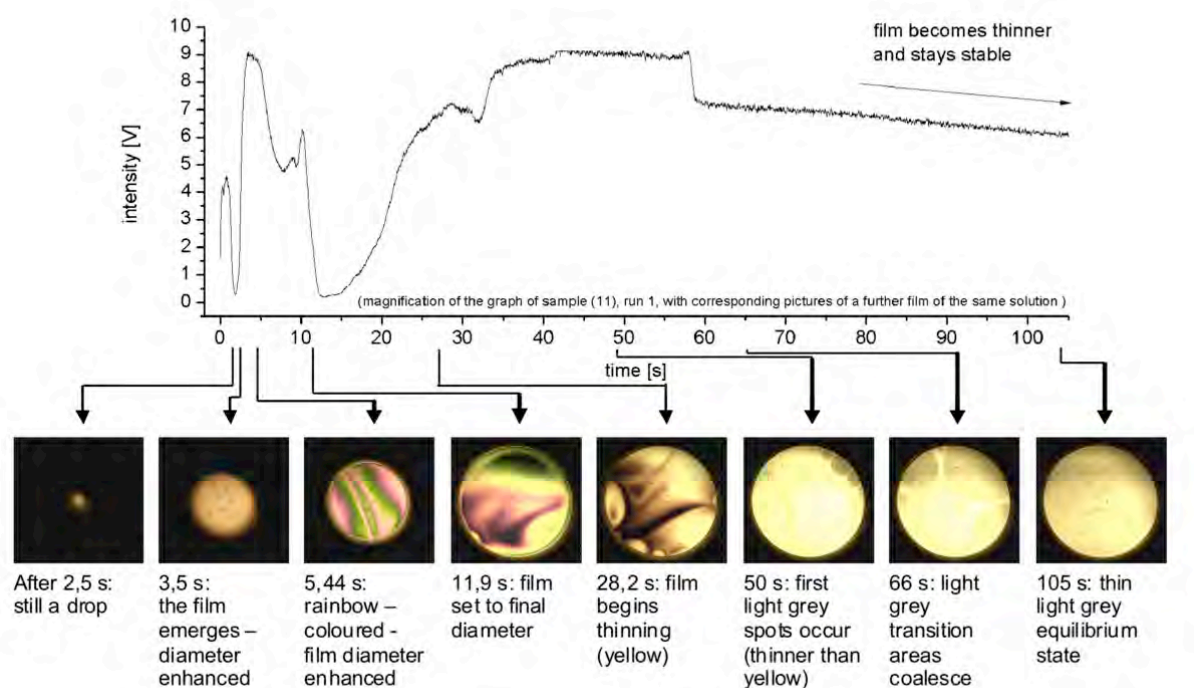 10
9
8
7
6
5
4
3
2
1
0
intensity [V]
film becomes thinner
and stays stable
(magnification of the graph of sample (11), run 1, with corresponding pictures of a further film of the same solution )
0 10 20 30 40 50 60 70 80 90 100
time [s]
After 2,5 s:
still a drop
3,5 s:
the film
emerges –
diameter
enhanced
5,44 s:
rainbow –
coloured -
film diameter
enhanced
11,9 s: film
set to final
diameter
28,2 s: film
begins
thinning
(yellow)
50 s: first
light grey
spots occur
(thinner than
yellow)
66 s: light
grey
transition
areas
coalesce
105 s: thin
light grey
equilibrium
state